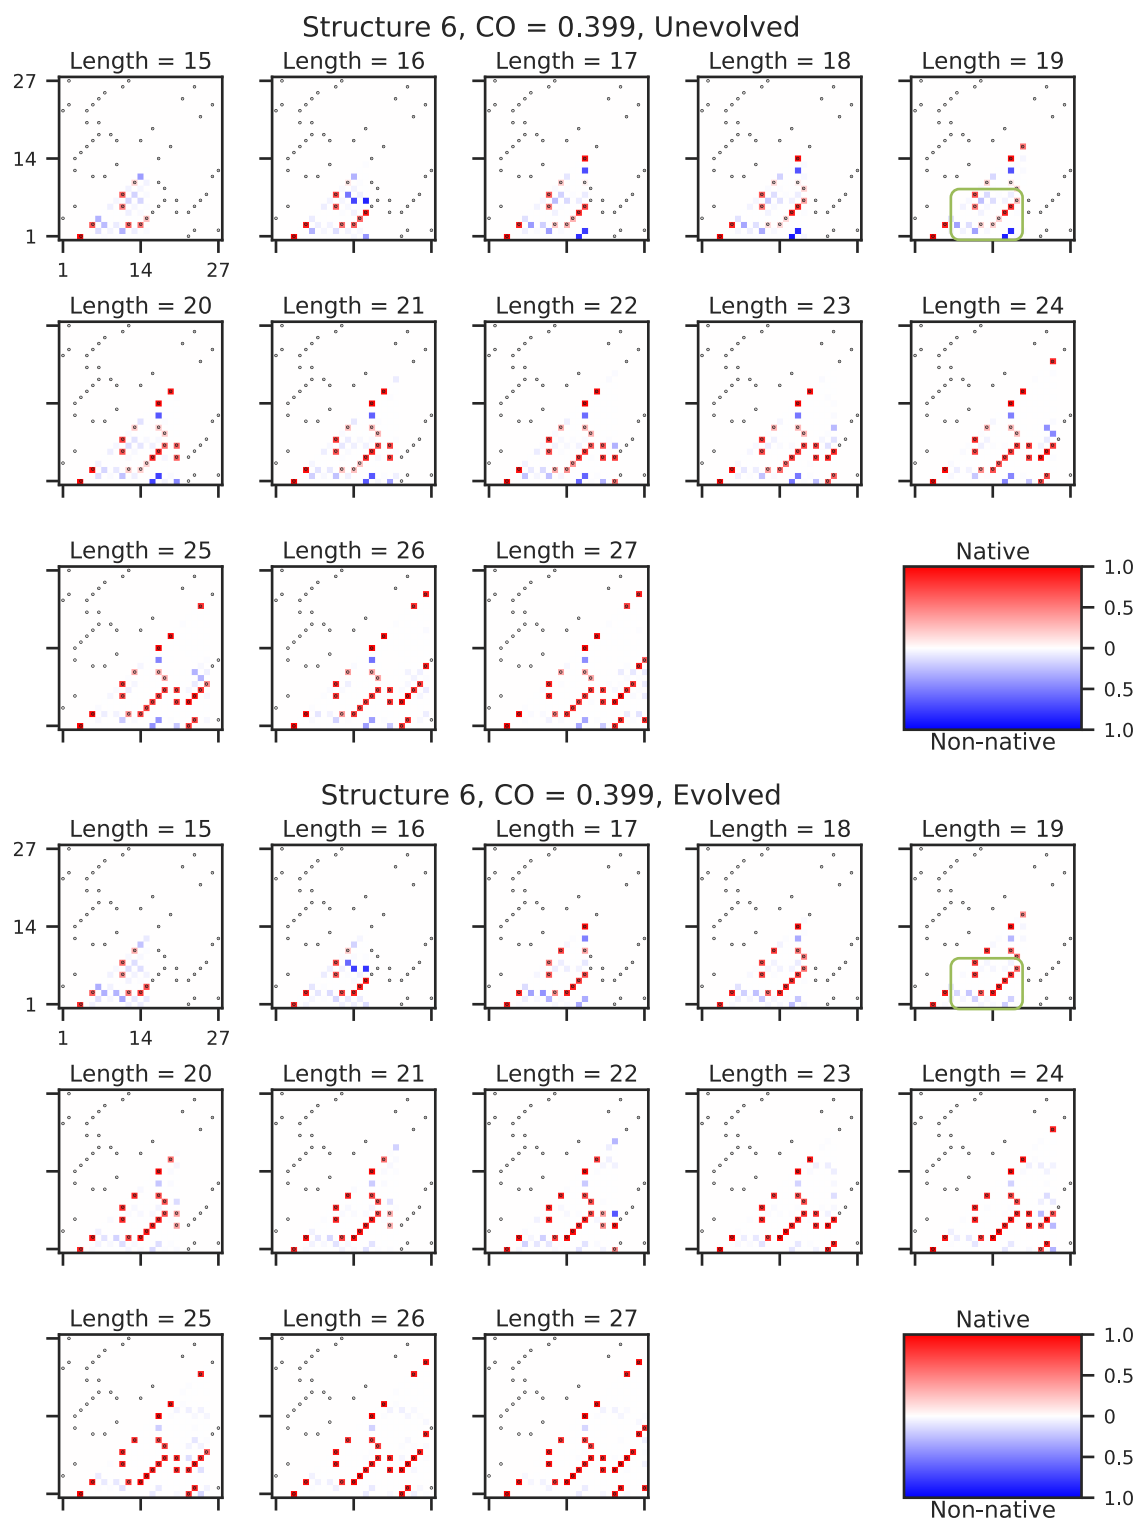 Structure 6, CO = 0.399, Unevolved
Length = 15 Length = 16 Length = 17 Length = 18 Length = 19
27
14
1
1 14 27
Length = 20 Length = 21 Length = 22 Length = 23 Length = 24
Length = 25 Length = 26 Length = 27 Native
1.0
0.5
0
0.5
1.0
Non-native
Structure 6, CO = 0.399, Evolved
Length = 15 Length = 16 Length = 17 Length = 18 Length = 19
27
14
1
1 14 27
Length = 20 Length = 21 Length = 22 Length = 23 Length = 24
Length = 25 Length = 26 Length = 27 Native
1.0
0.5
0
0.5
1.0
Non-native